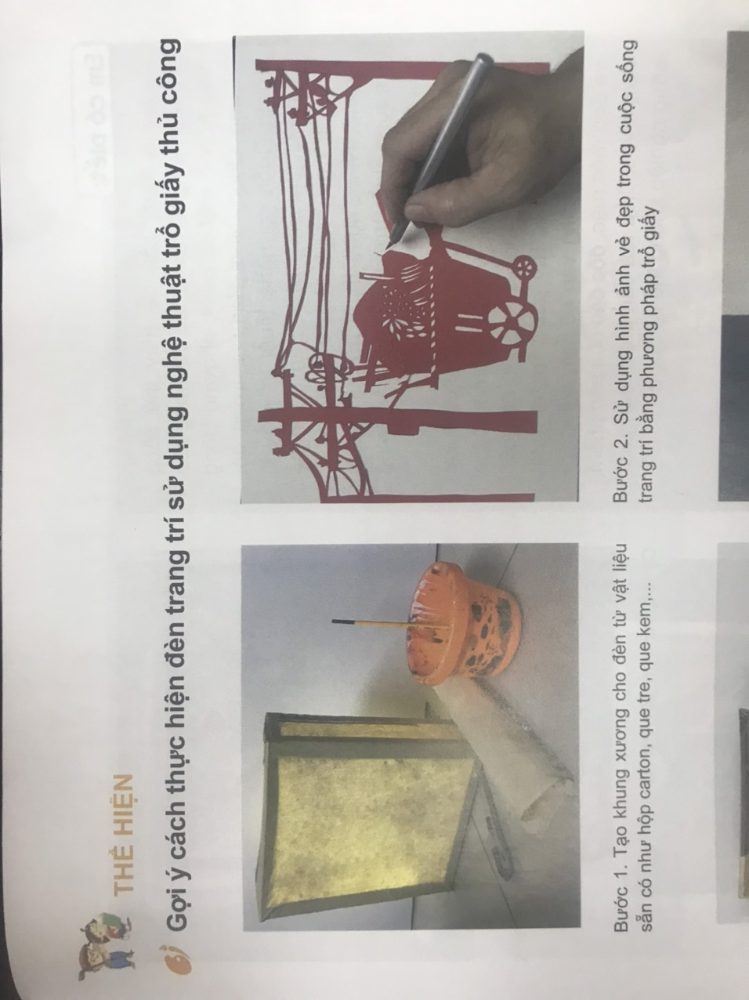 THỂ HIỆN
Gợi ý cách thực hiện đèn trang trí sử dụng nghệ thuật trổ giấy thủ công
Bước 1. Tạo khung xương cho đèn từ vật liệu
sẵn có như hộp carton, que tre, que kem,...
Bước 2. Sử dụng hình ảnh vẻ đẹp trong cuộc sống
trang trí bằng phương pháp trổ giấy